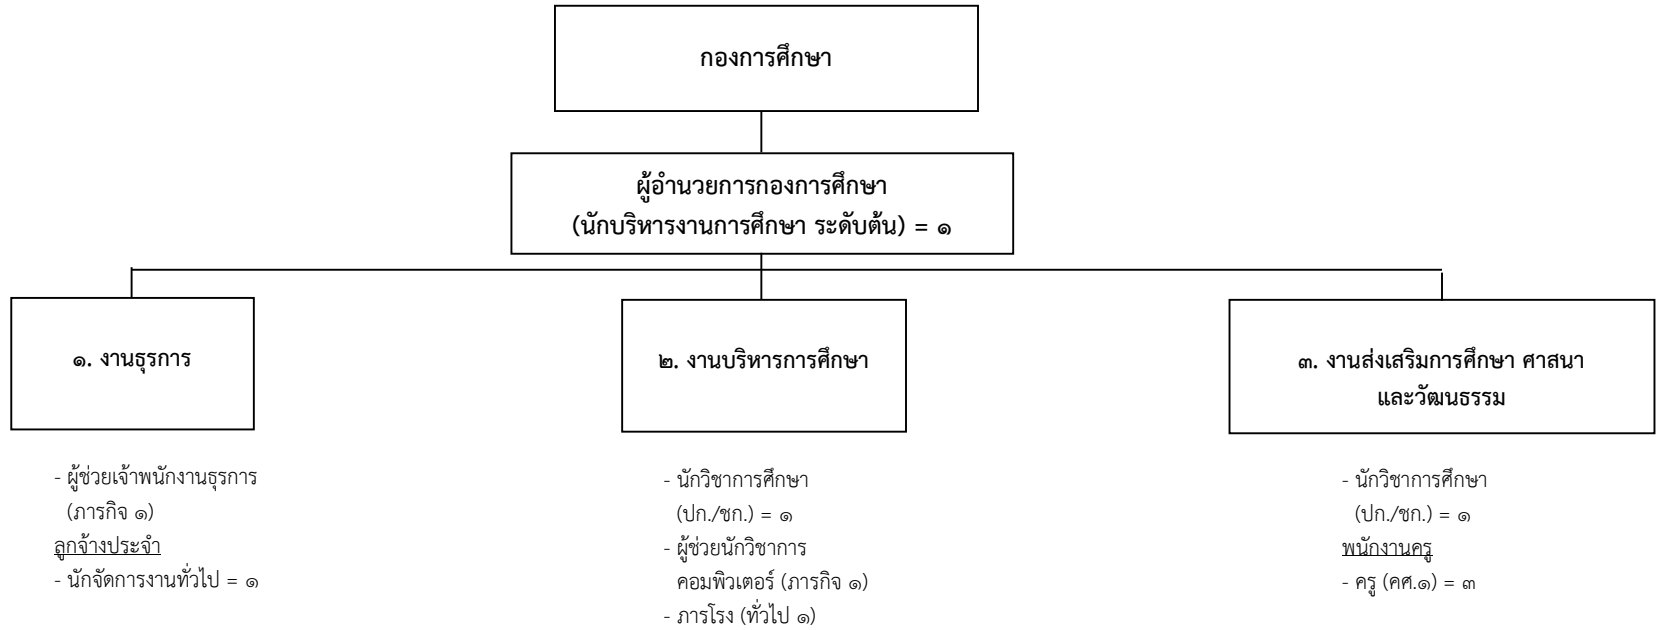 กองการศึกษา
ผู้อำนวยการกองการศึกษา
(นักบริหารงานการศึกษา ระดับต้น) = ๑
๑. งานธุรการ
๒. งานบริหารการศึกษา
๓. งานส่งเสริมการศึกษา ศาสนา
และวัฒนธรรม
- ผู้ช่วยเจ้าพนักงานธุรการ
(ภารกิจ ๑)
ลูกจ้างประจำ
- นักจัดการงานทั่วไป = ๑
- นักวิชาการศึกษา
(ปก./ชก.) = ๑
- ผู้ช่วยนักวิชาการ
คอมพิวเตอร์ (ภารกิจ ๑)
- ภารโรง (ทั่วไป ๑)
- นักวิชาการศึกษา
(ปก./ชก.) = ๑
พนักงานครู
- ครู (คศ.๑) = ๓